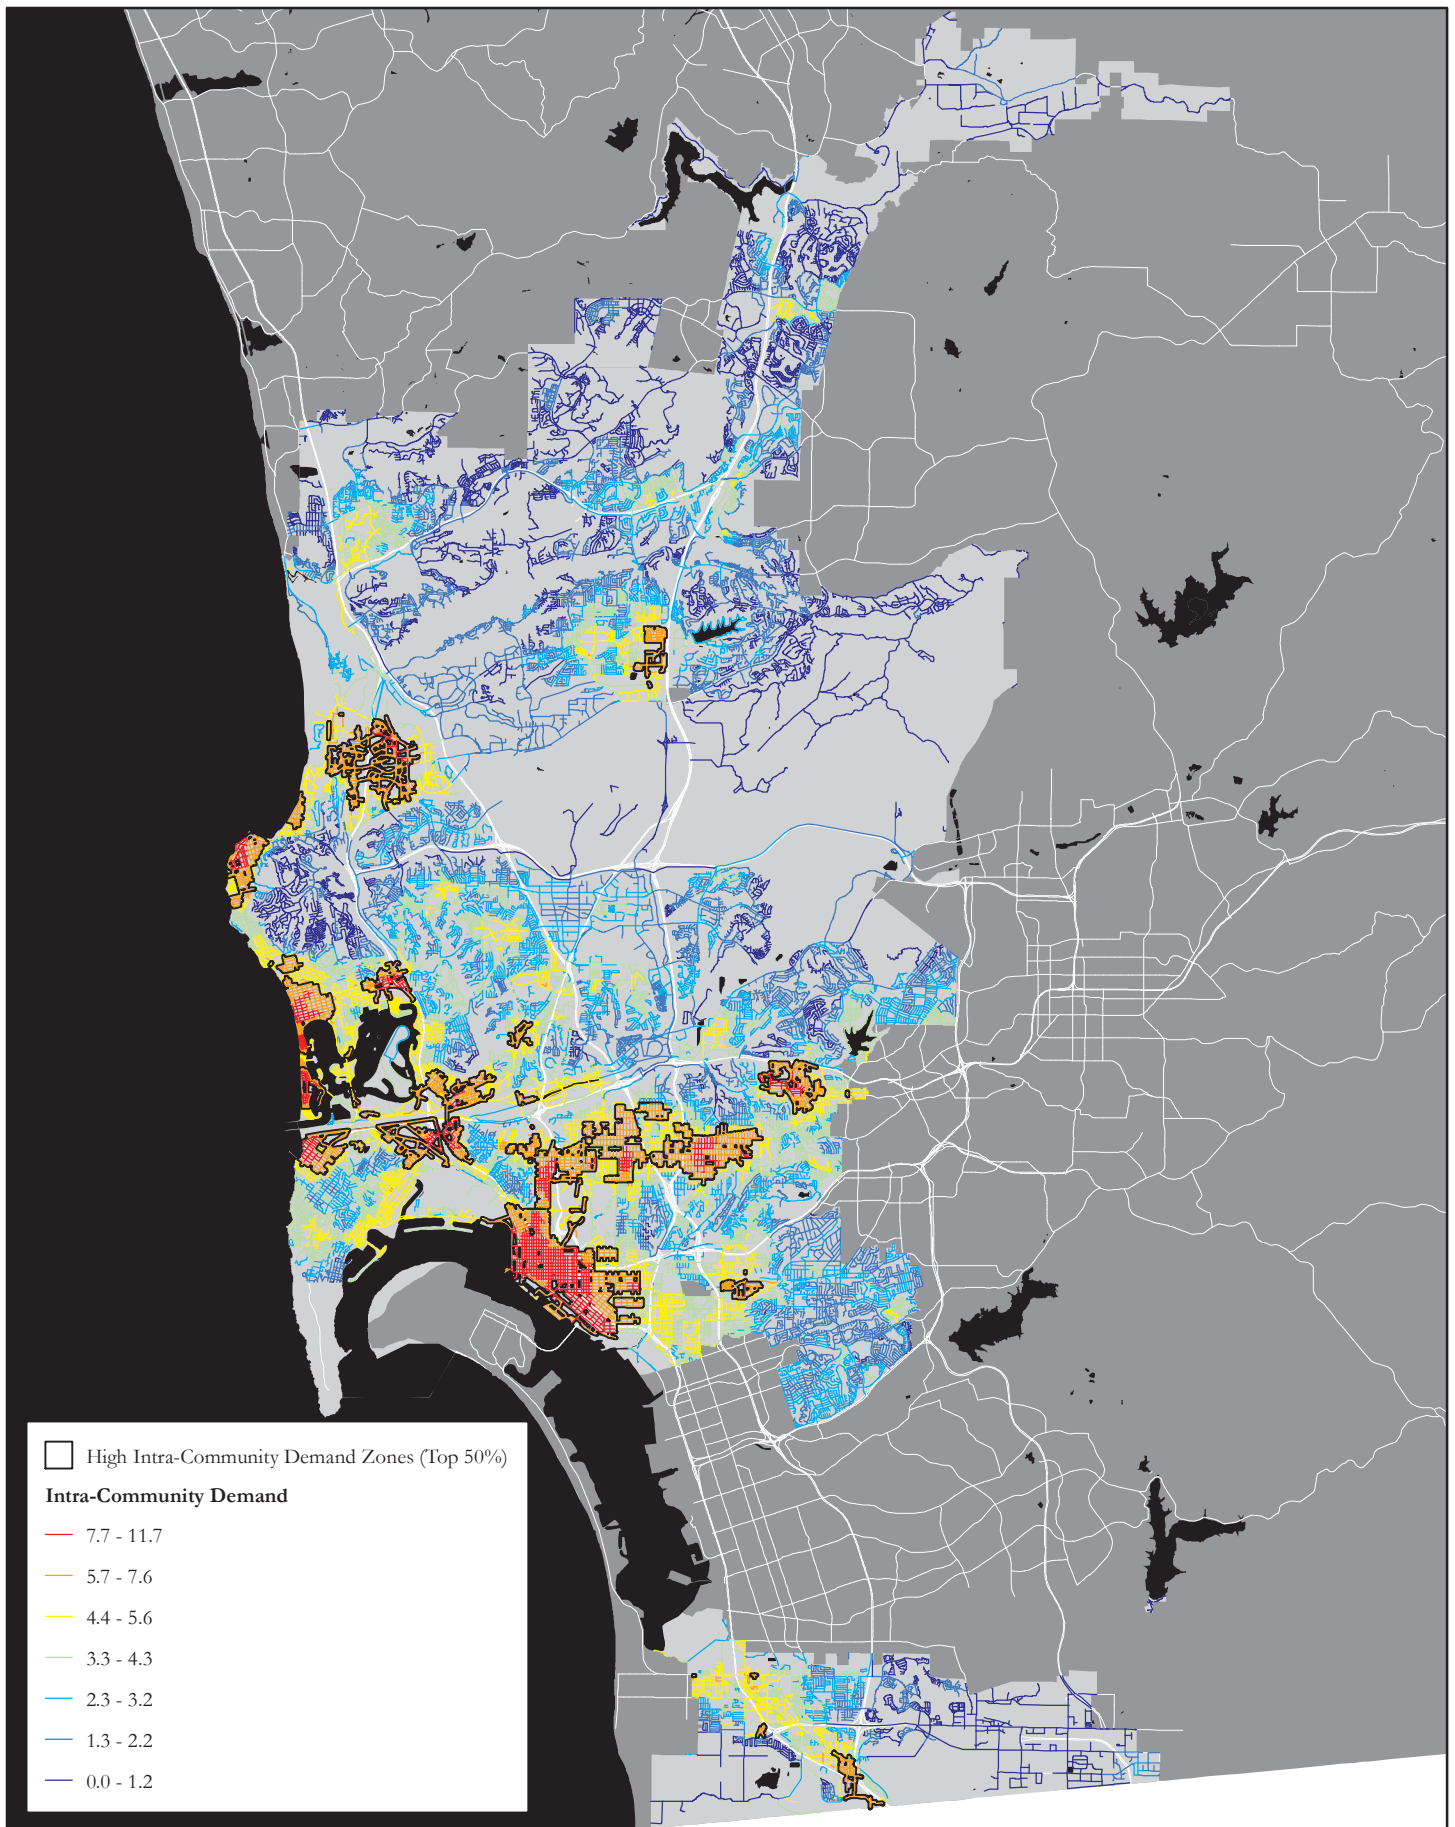 High Intra-Community Demand Zones (Top 50%)
Intra-Community Demand
7.7 - 11.7
5.7 - 7.6
4.4 - 5.6
3.3 - 4.3
2.3 - 3.2
1.3 - 2.2
0.0 - 1.2